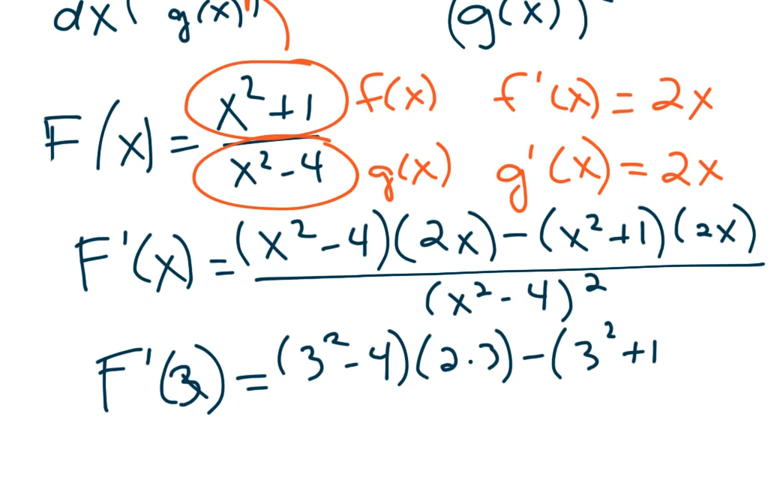 dx( g(x) ) (g(x))
F(x) = x²+1 f(x) f'(x) = 2x
x²-4 g(x) g'(x) = 2x
F'(x) = (x²-4)(2x)-(x²+1)(2x)
(x²-4)²
F'(3) = (3²-4)(2·3)-(3²+1